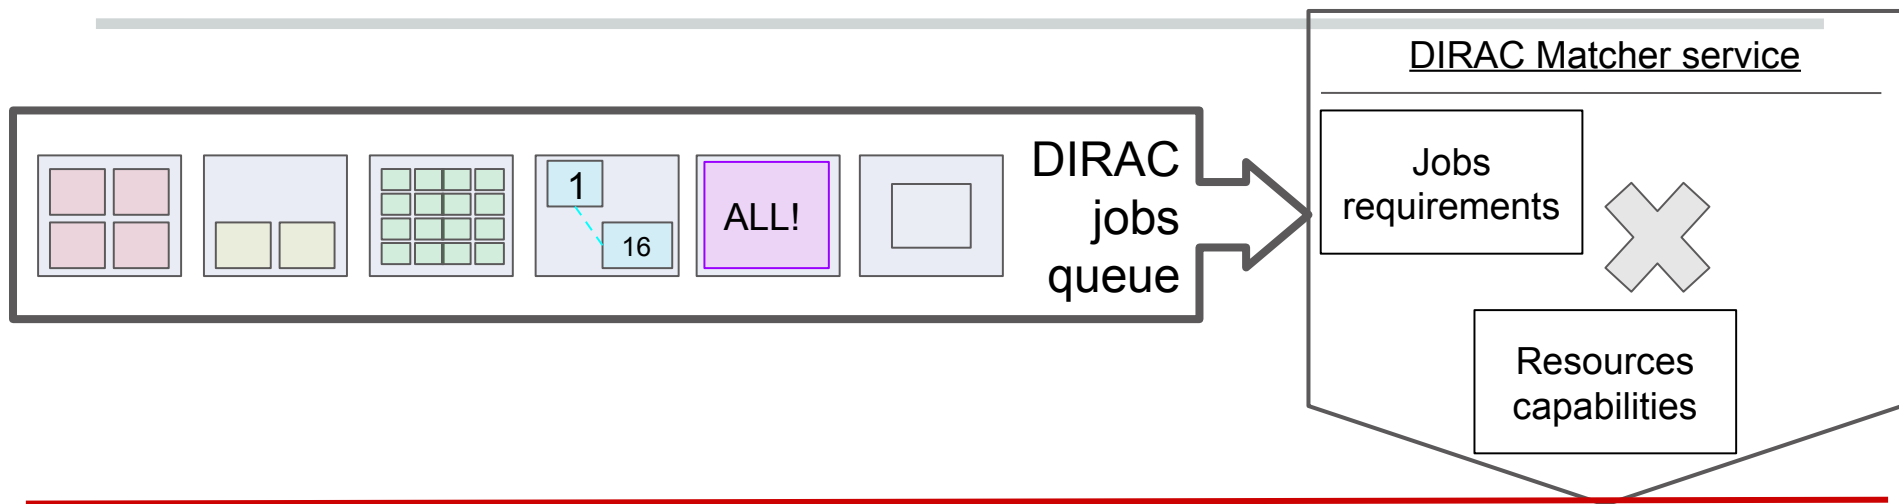 DIRAC Matcher service
1
16
ALL!
DIRAC
jobs
queue
Jobs
requirements
Resources
capabilities